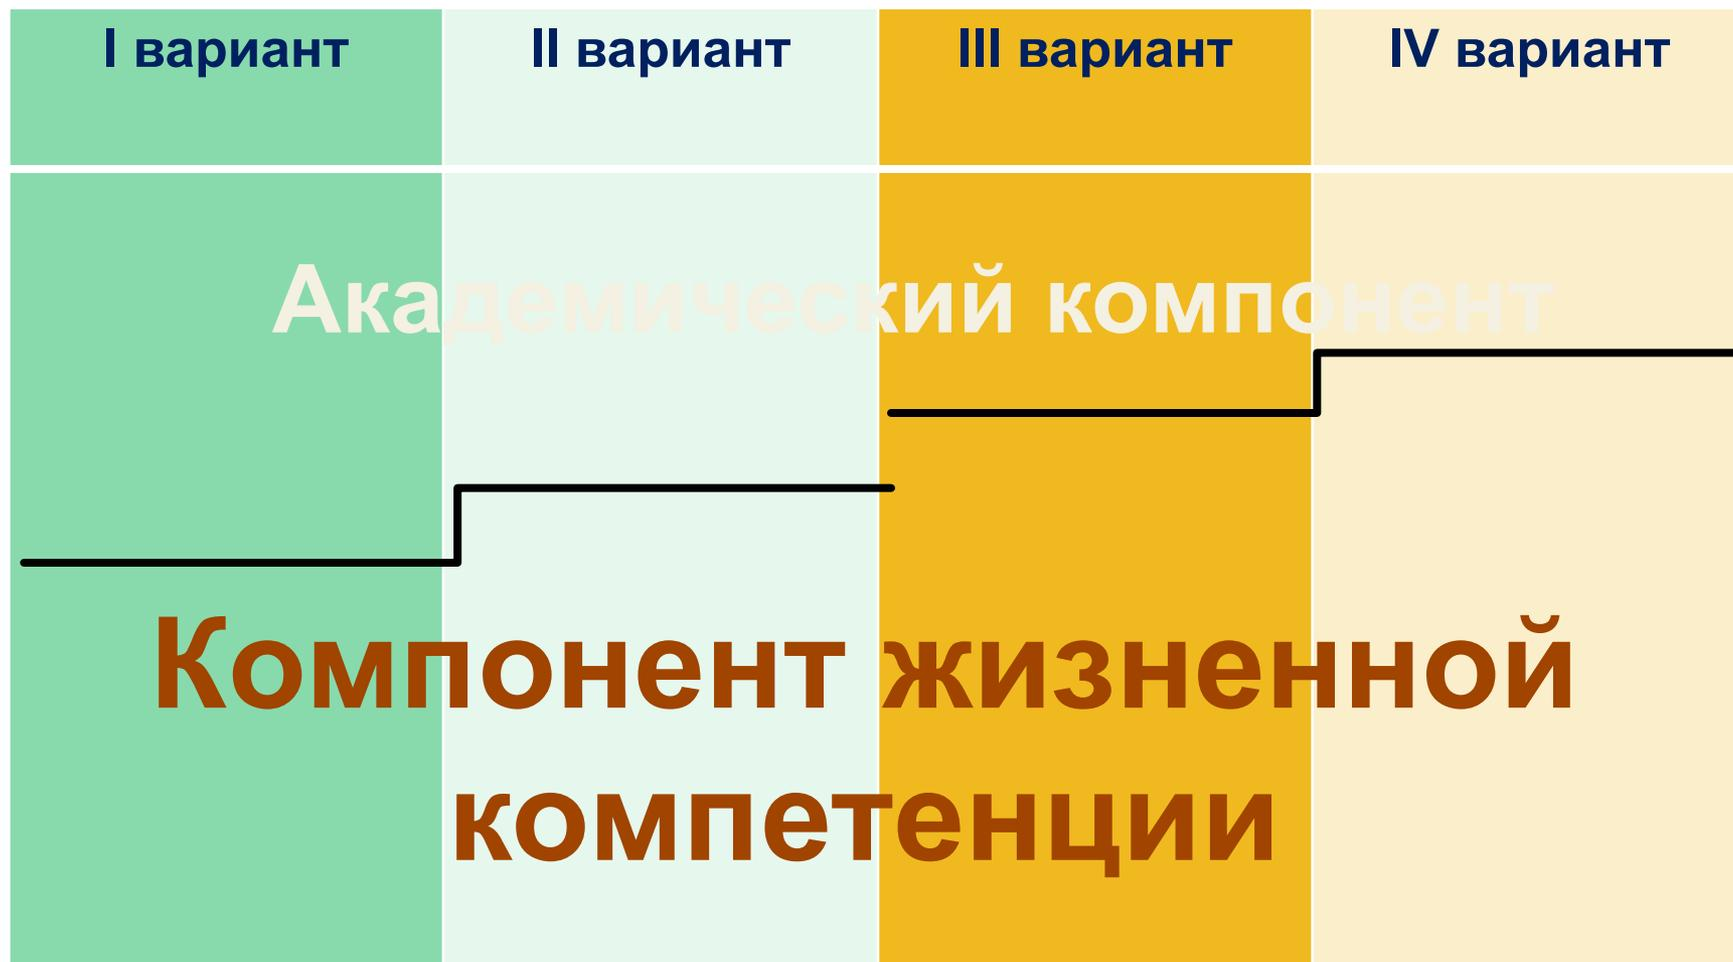 I вариант
II вариант
III вариант
IV вариант
Академический компонент
Компонент жизненной
компетенции